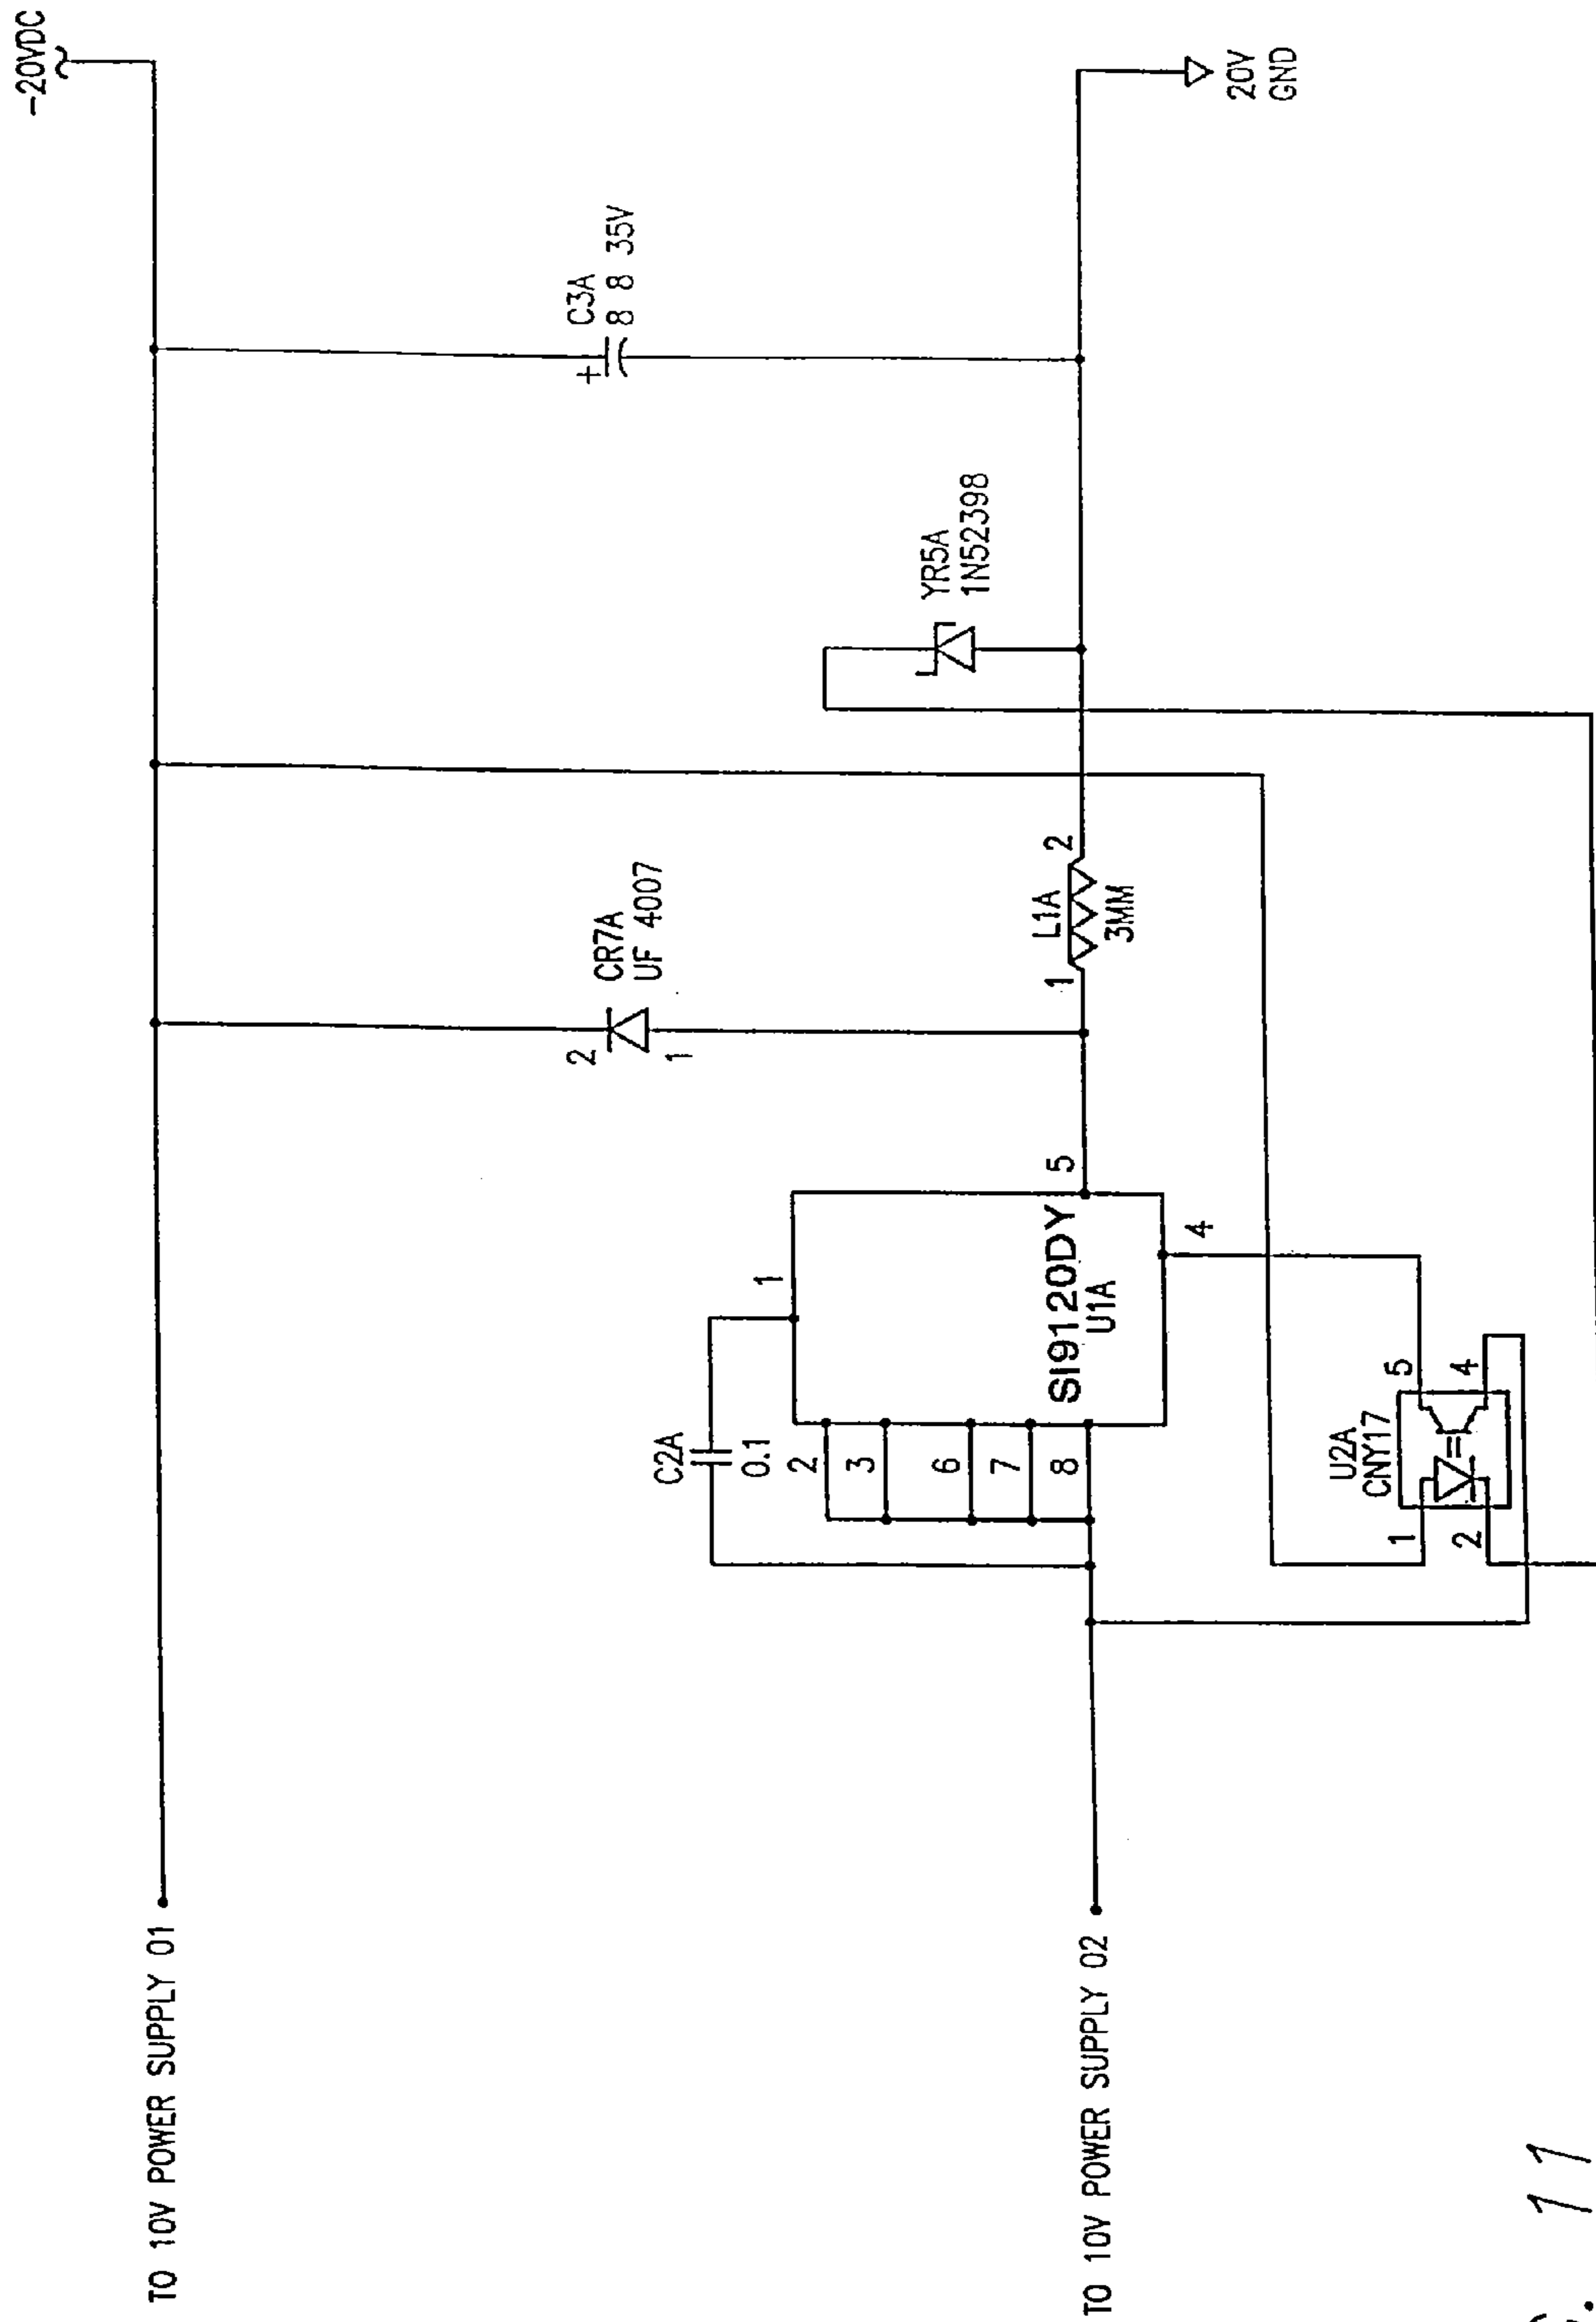 -20VDC
C3A
8 8 35V
+
20V
GND
YR5A
1N52398
CR7A
UF 4007
2
1
L1A
3MM
1
2
5
SI9120DY
U1A
4
1
C2A
0.1
2
3
6
7
8
U2A
CNY17
5
4
1
2
TO 10V POWER SUPPLY 01
TO 10V POWER SUPPLY 02
11